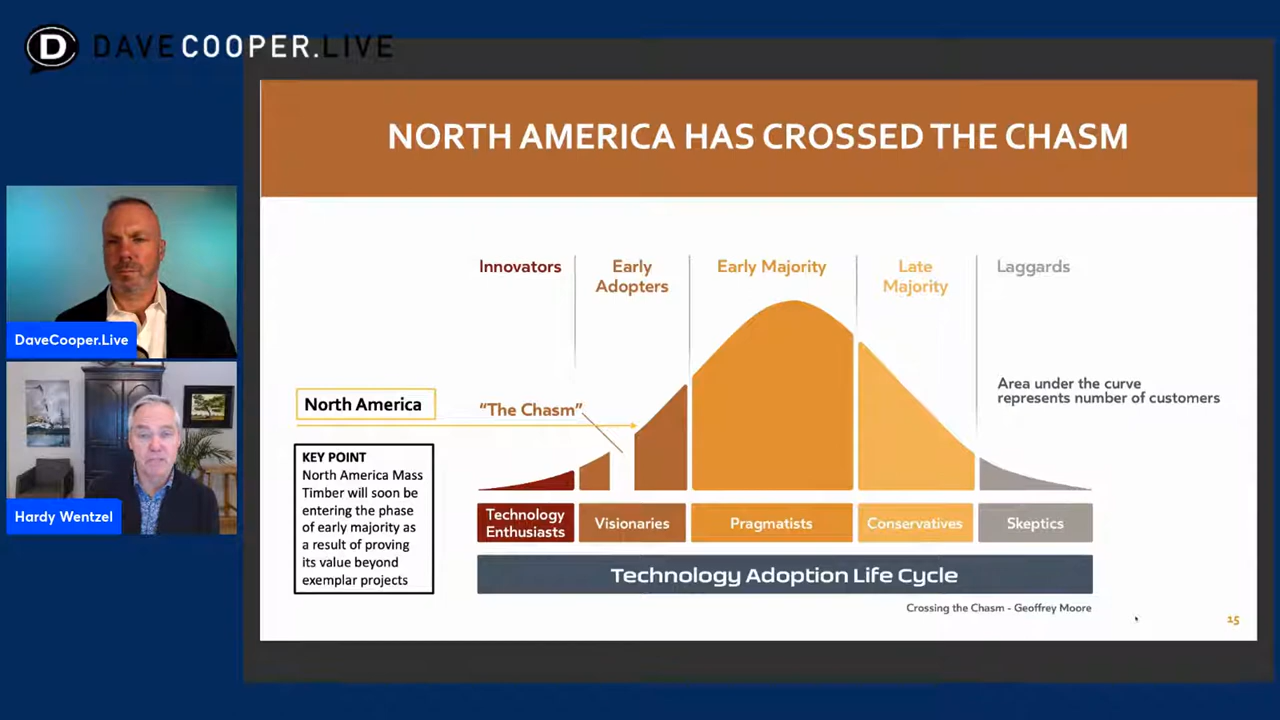 D DAVECOOPER.LIVE
NORTH AMERICA HAS CROSSED THE CHASM
DaveCooper.Live
Hardy Wentzel
Innovators
Early
Adopters
Early Majority
Late
Majority
Laggards
North America
“The Chasm”
Area under the curve
represents number of customers
KEY POINT
North America Mass
Timber will soon be
entering the phase
of early majority as
a result of proving
its value beyond
exemplar projects
Technology
Enthusiasts
Visionaries
Pragmatists
Conservatives
Skeptics
Technology Adoption Life Cycle
Crossing the Chasm - Geoffrey Moore
15